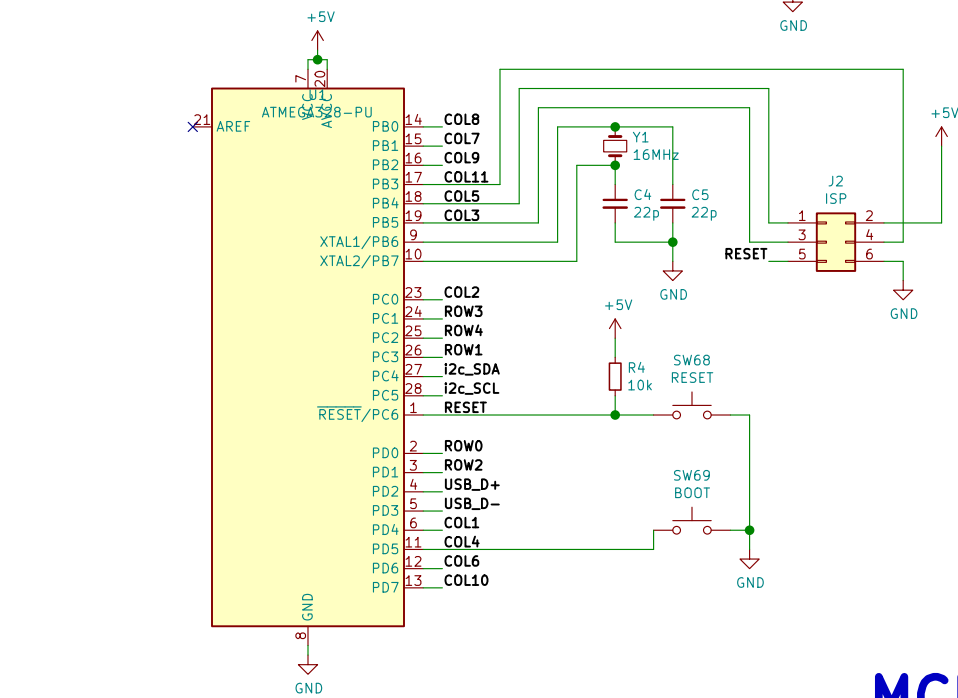 +5V
GND
7
20
VCC
AVCC
U1
ATMEGA328-PU
21
AREF
PB0 14 COL8
PB1 15 COL7
PB2 16 COL9
PB3 17 COL11
PB4 18 COL5
PB5 19 COL3
XTAL1/PB6 9
XTAL2/PB7 10
PC0 23 COL2
PC1 24 ROW3
PC2 25 ROW4
PC3 26 ROW1
PC4 27 i2c_SDA
PC5 28 i2c_SCL
RESET/PC6 1 RESET
PD0 2 ROW0
PD1 3 ROW2
PD2 4 USB_D+
PD3 5 USB_D-
PD4 6 COL1
PD5 11 COL4
PD6 12 COL6
PD7 13 COL10
GND
8
GND
Y1
16MHz
C4
22p
C5
22p
GND
+5V
J2
ISP
1 2
3 4
RESET 5 6
GND
+5V
R4
10k
SW68
RESET
SW69
BOOT
GND